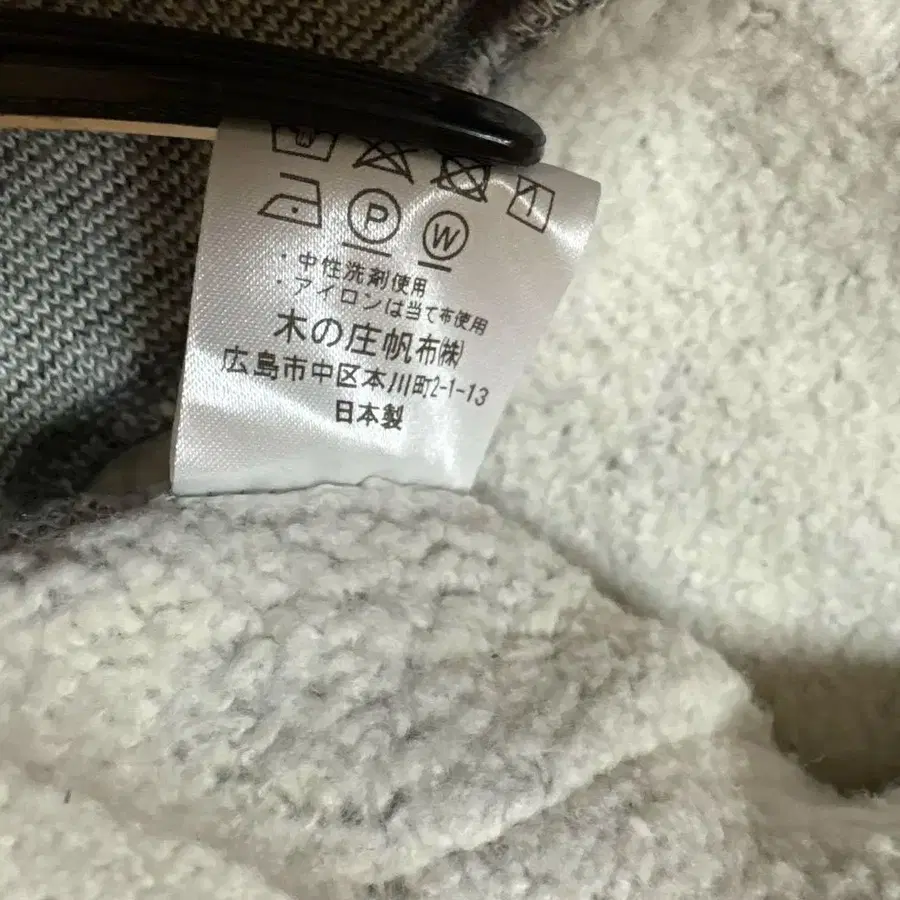 P W
・中性洗剤使用
・アイロンは当て布使用
木の庄帆布㈱
広島市中区本川町2-1-13
日本製